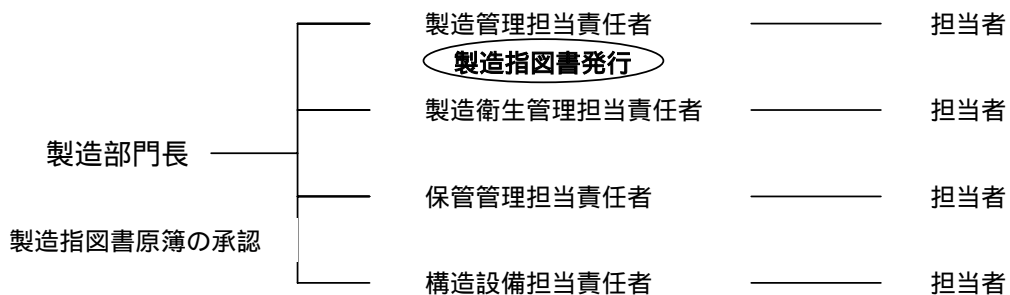 製造管理担当責任者 担当者
製造指図書発行
製造衛生管理担当責任者 担当者
製造部門長
保管管理担当責任者 担当者
製造指図書原簿の承認
構造設備担当責任者 担当者